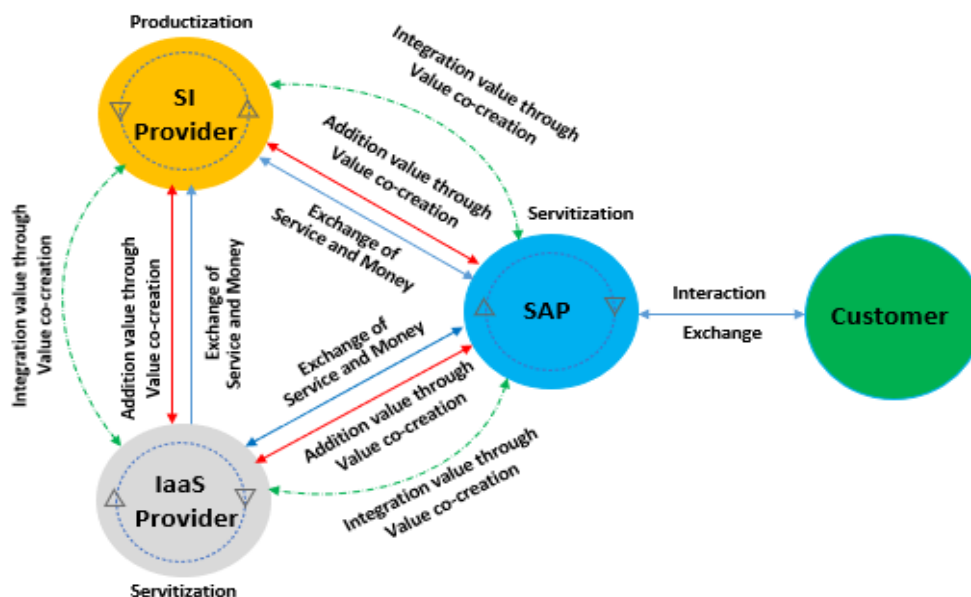 Productization
SI
Provider
Integration value through
Value co-creation
Addition value through
Value co-creation
Exchange of
Service and Money
Servitization
SAP
Interaction
Exchange
Customer
Integration value through
Value co-creation
Addition value through
Value co-creation
Exchange of
Service and Money
Exchange of
Service and Money
Addition value through
Value co-creation
Integration value through
Value co-creation
IaaS
Provider
Servitization